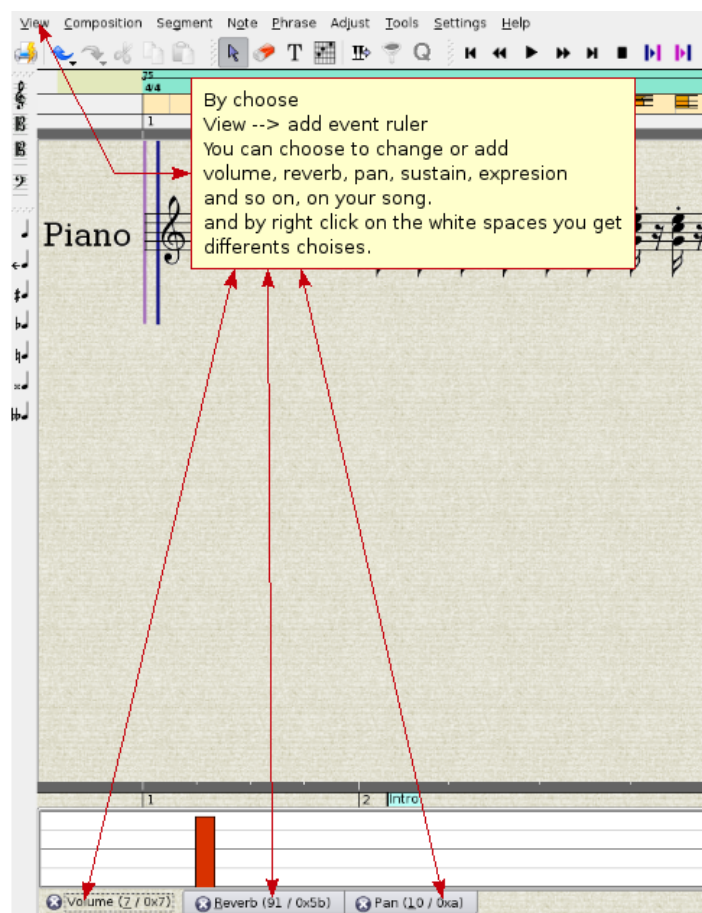 View Composition Segment Note Phrase Adjust Tools Settings Help
T Q
75
4/4
1
By choose
View --> add event ruler
You can choose to change or add
volume, reverb, pan, sustain, expresion
and so on, on your song.
and by right click on the white spaces you get
differents choises.
Piano
1 2 Intro
Volume (7 / 0x7) Reverb (91 / 0x5b) Pan (10 / 0xa)